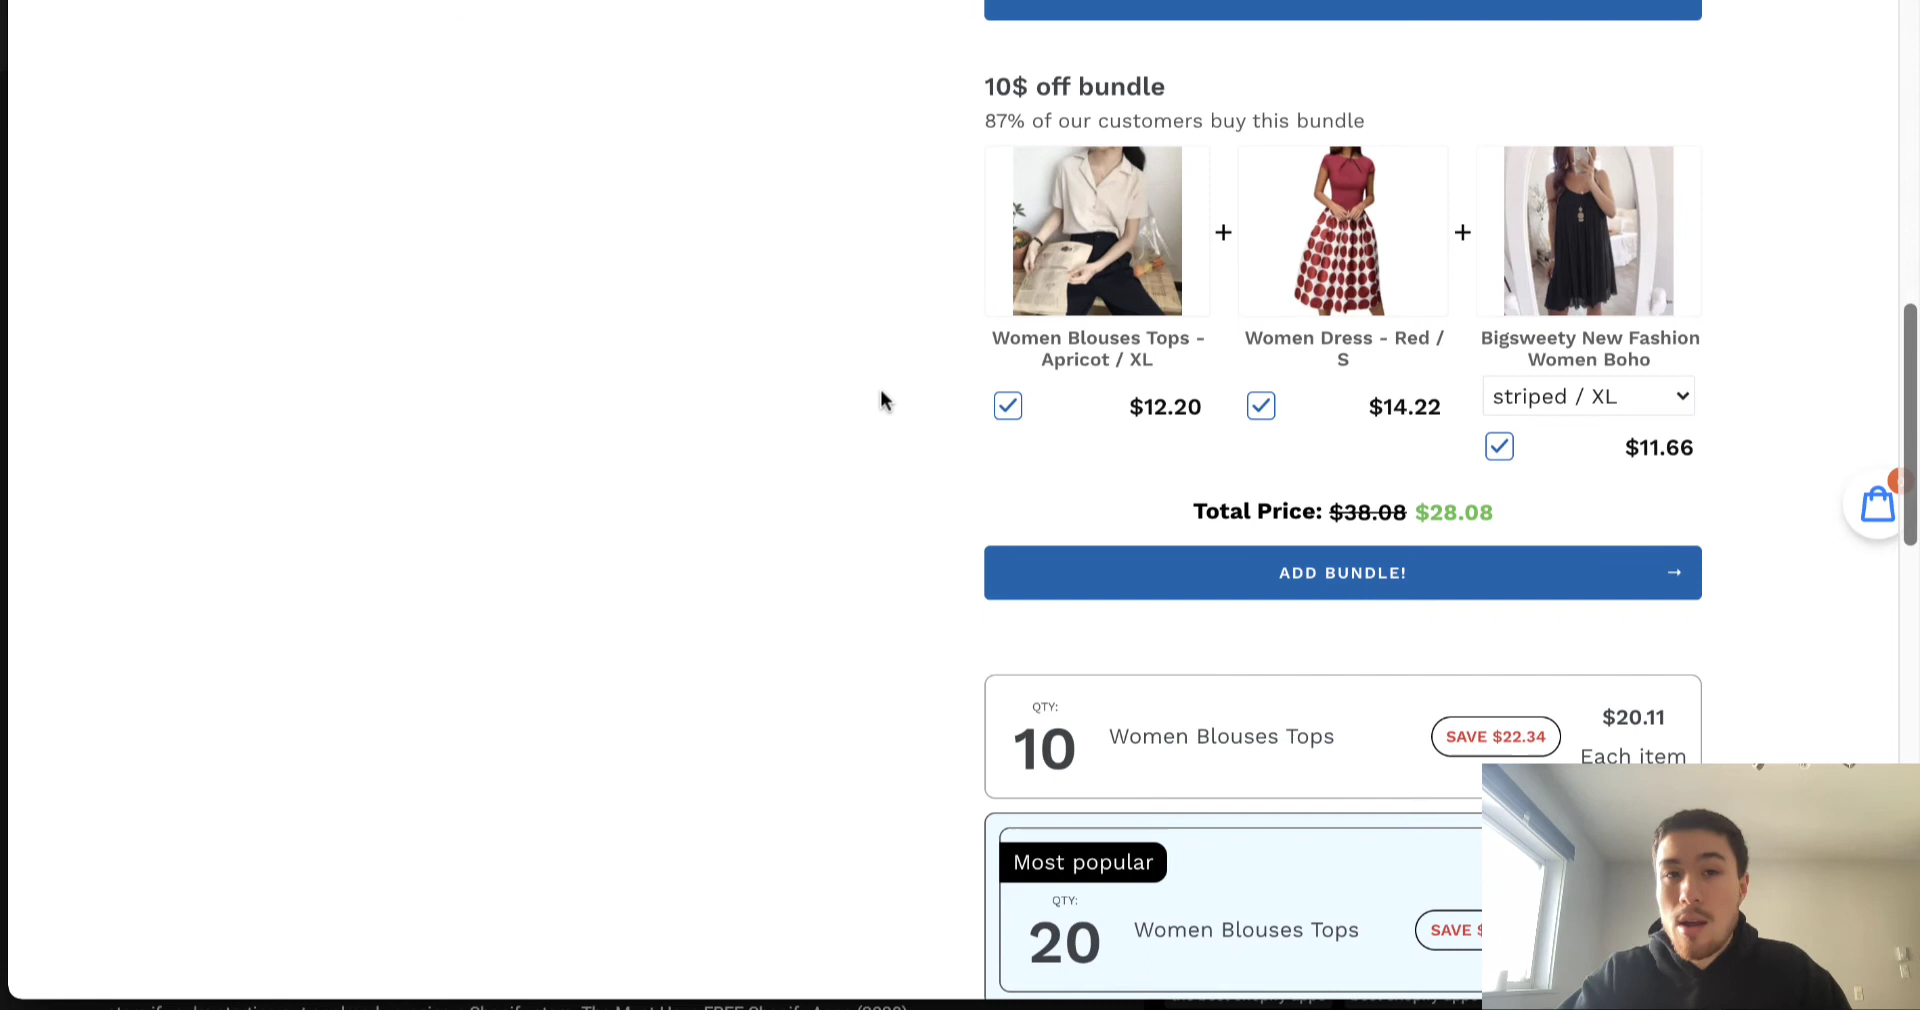 10$ off bundle
87% of our customers buy this bundle
+
+
Women Blouses Tops -
Apricot / XL
Women Dress - Red /
S
Bigsweety New Fashion
Women Boho
striped / XL
$12.20
$14.22
$11.66
Total Price: $38.08 $28.08
ADD BUNDLE! →
QTY:
10
Women Blouses Tops
SAVE $22.34
$20.11
Each item
Most popular
QTY:
20
Women Blouses Tops
SAVE $